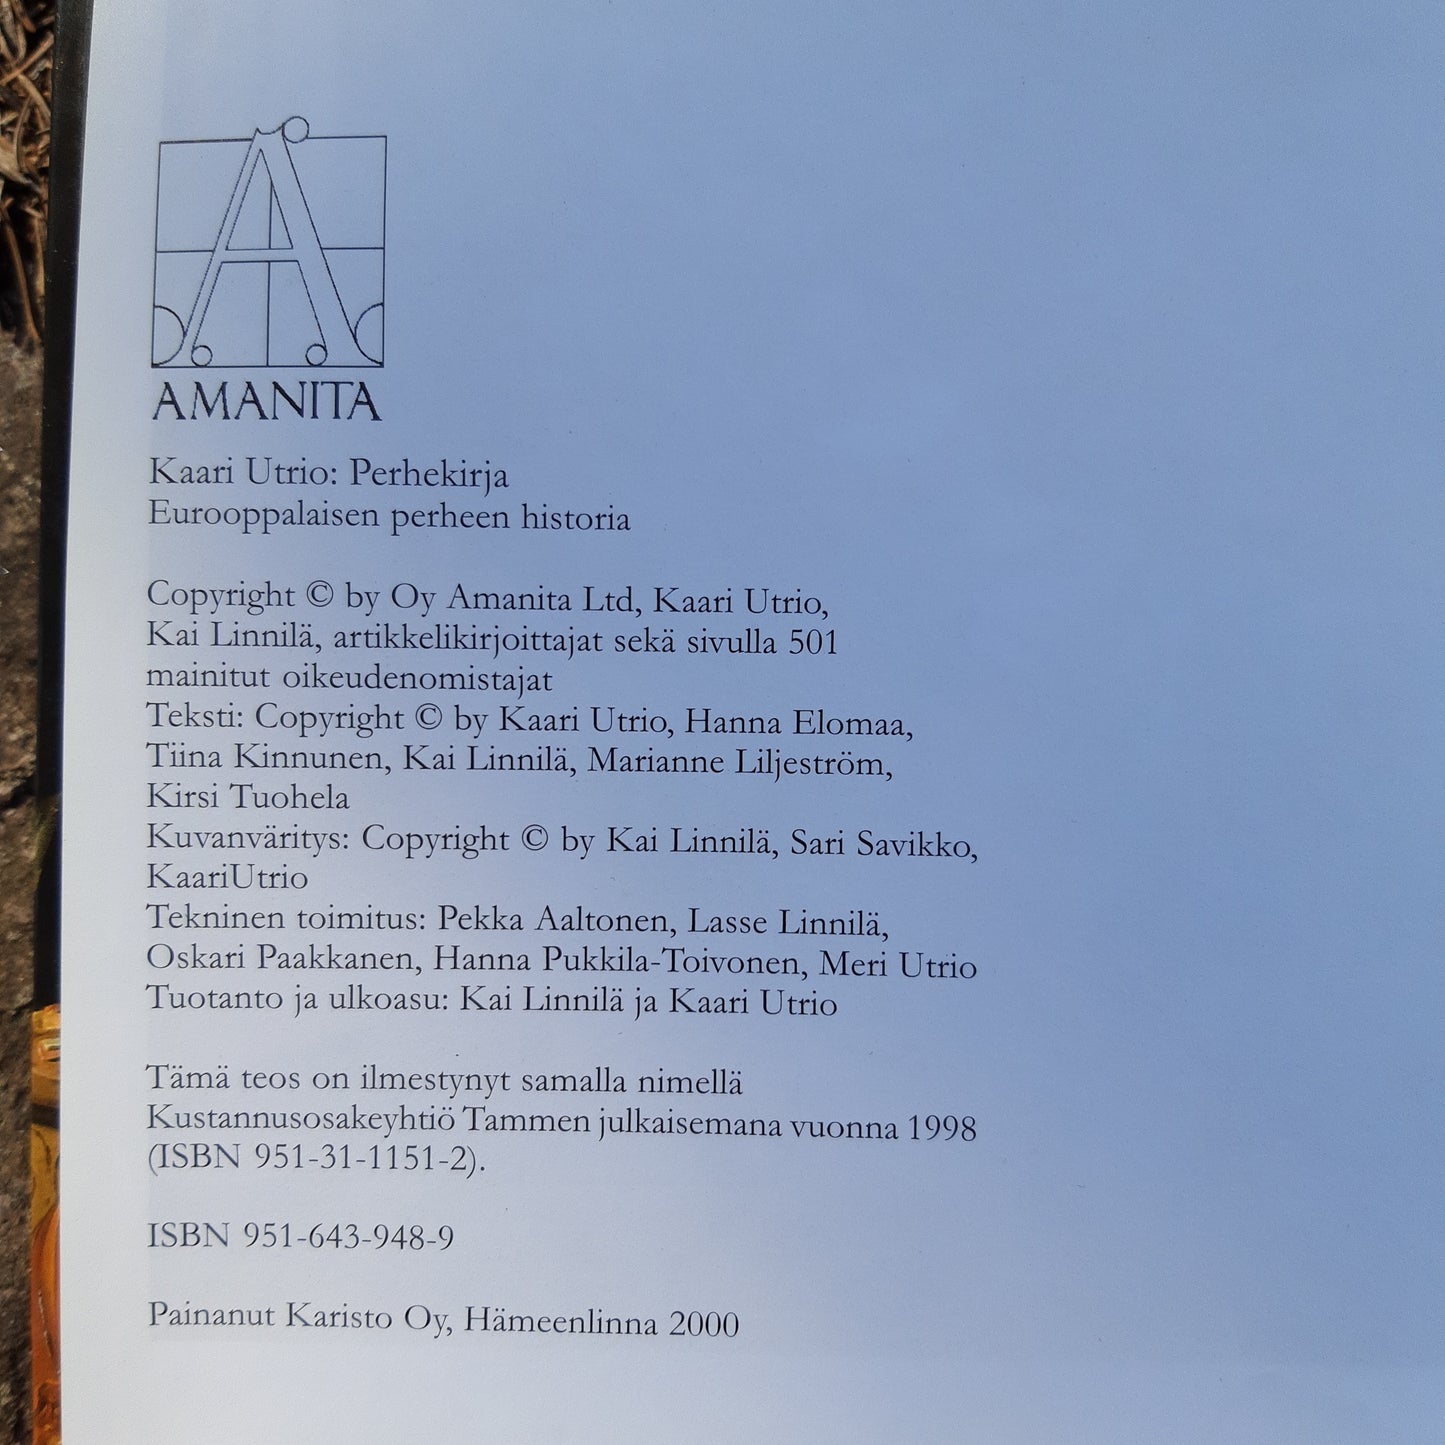 AMANITA
Kaari Utrio: Perhekirja
Eurooppalaisen perheen historia
Copyright © by Oy Amanita Ltd, Kaari Utrio,
Kai Linnilä, artikkelikirjoittajat sekä sivulla 501
mainitut oikeudenomistajat
Teksti: Copyright © by Kaari Utrio, Hanna Elomaa,
Tiina Kinnunen, Kai Linnilä, Marianne Liljeström,
Kirsi Tuohela
Kuvanväritys: Copyright © by Kai Linnilä, Sari Savikko,
KaariUtrio
Tekninen toimitus: Pekka Aaltonen, Lasse Linnilä,
Oskari Paakkanen, Hanna Pukkila-Toivonen, Meri Utrio
Tuotanto ja ulkoasu: Kai Linnilä ja Kaari Utrio
Tämä teos on ilmestynyt samalla nimellä
Kustannusosakeyhtiö Tammen julkaisemana vuonna 1998
(ISBN 951-31-1151-2).
ISBN 951-643-948-9
Painanut Karisto Oy, Hämeenlinna 2000